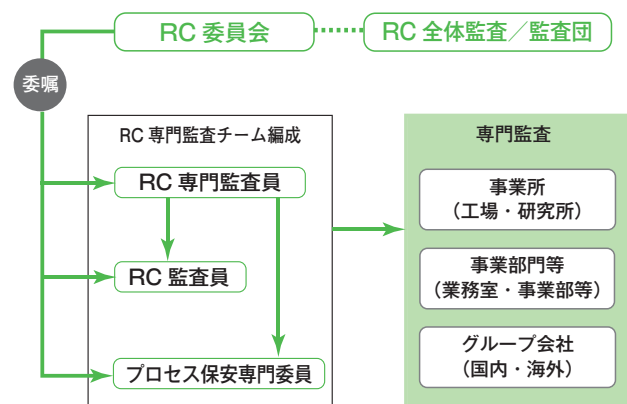 RC 委員会
RC 全体監査／監査団
委嘱
RC 専門監査チーム編成
専門監査
RC 専門監査員
事業所
（工場・研究所）
RC 監査員
事業部門等
（業務室・事業部等）
プロセス保安専門委員
グループ会社
（国内・海外）